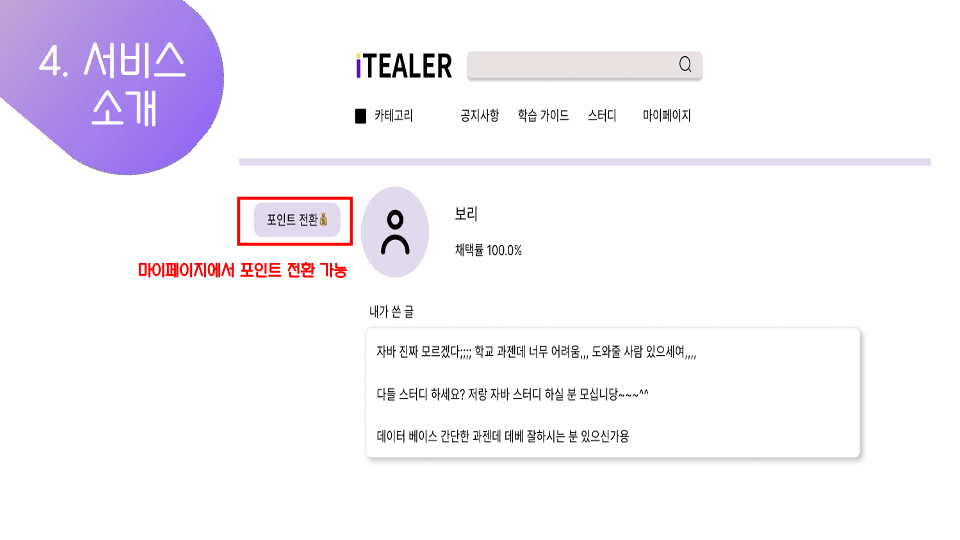 4. 서비스
소개
iTEALER
카테고리 공지사항 학습 가이드 스터디 마이페이지
포인트 전환
보리
채택률 100.0%
마이페이지에서 포인트 전환 가능
내가 쓴 글
자바 진짜 모르겠다;;;; 학교 과젠데 너무 어려움,,, 도와줄 사람 있으세여,,,,
다들 스터디 하세요? 저랑 자바 스터디 하실 분 모십니당~~~^^
데이터 베이스 간단한 과젠데 데베 잘하시는 분 있으신가용